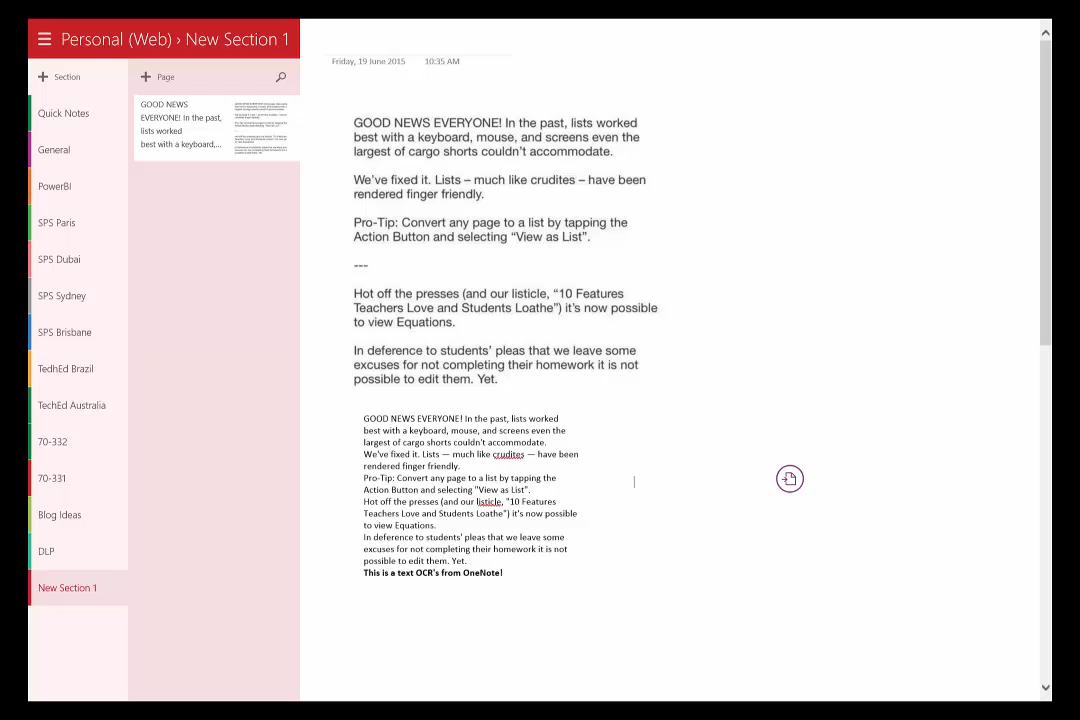 Personal (Web) › New Section 1
+ Section
+ Page
Quick Notes
General
PowerBI
SPS Paris
SPS Dubai
SPS Sydney
SPS Brisbane
TedhEd Brazil
TechEd Australia
70-332
70-331
Blog Ideas
DLP
New Section 1
GOOD NEWS
EVERYONE! In the past,
lists worked
best with a keyboard,...
Friday, 19 June 2015 10:35 AM
GOOD NEWS EVERYONE! In the past, lists worked
best with a keyboard, mouse, and screens even the
largest of cargo shorts couldn't accommodate.
We've fixed it. Lists – much like crudites – have been
rendered finger friendly.
Pro-Tip: Convert any page to a list by tapping the
Action Button and selecting “View as List”.
---
Hot off the presses (and our listicle, “10 Features
Teachers Love and Students Loathe”) it's now possible
to view Equations.
In deference to students' pleas that we leave some
excuses for not completing their homework it is not
possible to edit them. Yet.
GOOD NEWS EVERYONE! In the past, lists worked
best with a keyboard, mouse, and screens even the
largest of cargo shorts couldn't accommodate.
We've fixed it. Lists — much like crudites — have been
rendered finger friendly.
Pro-Tip: Convert any page to a list by tapping the
Action Button and selecting "View as List".
Hot off the presses (and our listicle, "10 Features
Teachers Love and Students Loathe") it's now possible
to view Equations.
In deference to students' pleas that we leave some
excuses for not completing their homework it is not
possible to edit them. Yet.
This is a text OCR's from OneNote!